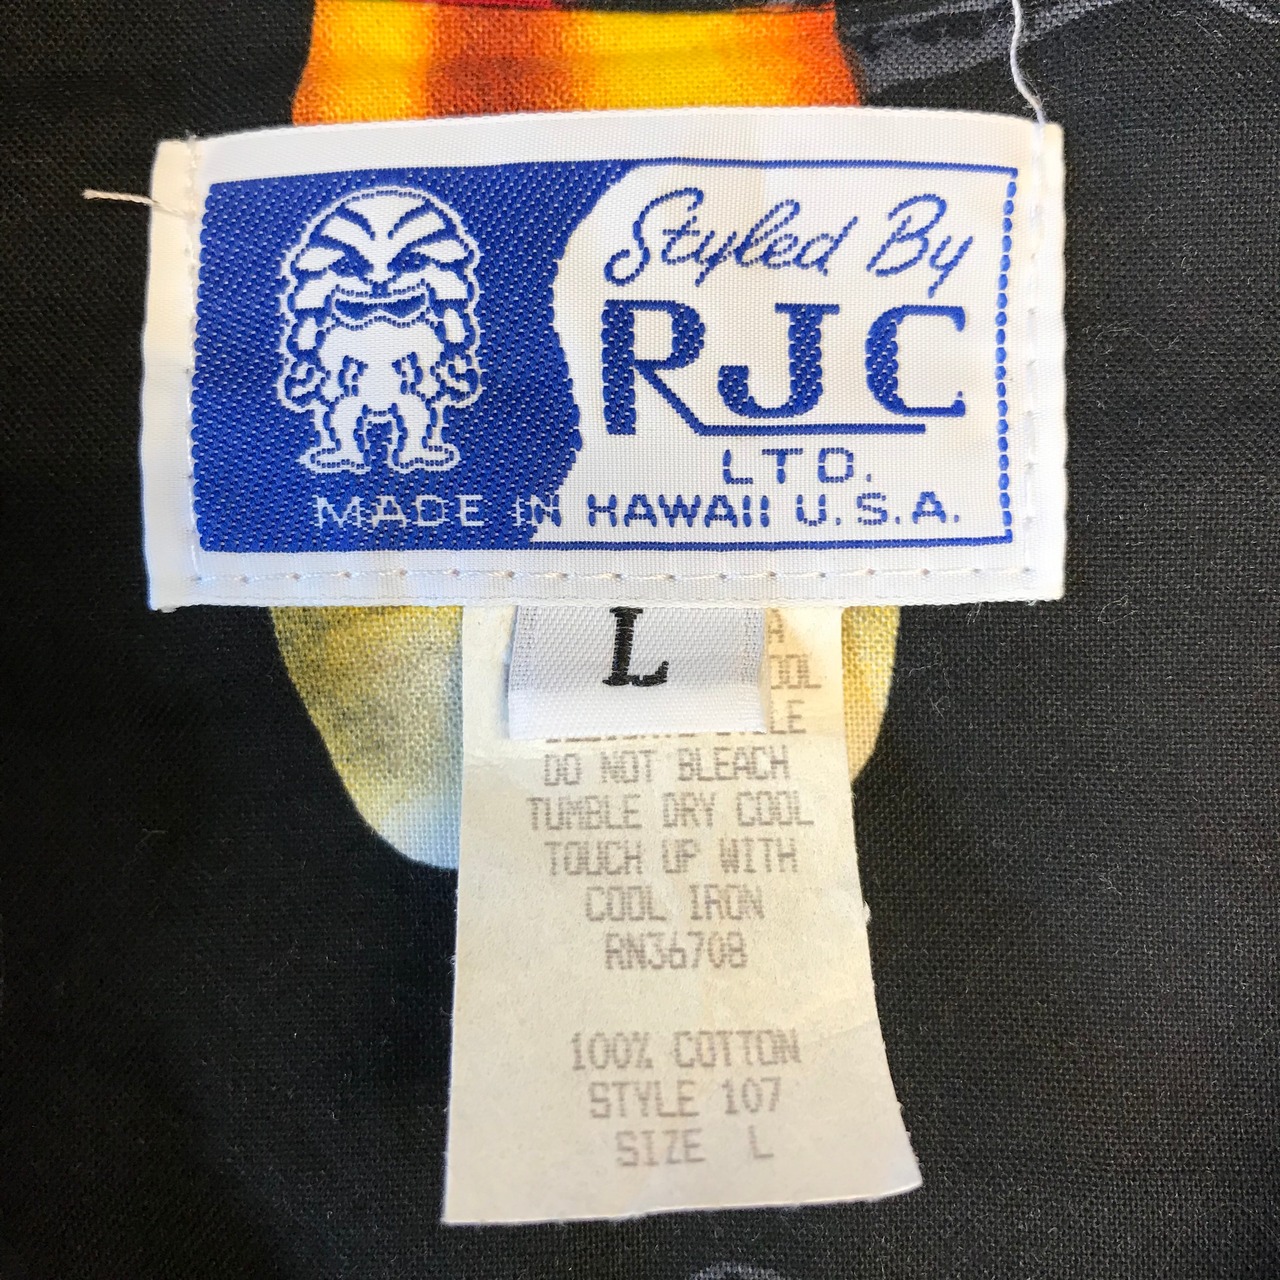 Styled By
RJC
LTD.
MADE IN HAWAII U.S.A.
L
DO NOT BLEACH
TUMBLE DRY COOL
TOUCH UP WITH
COOL IRON
RN36708
100% COTTON
STYLE 107
SIZE L